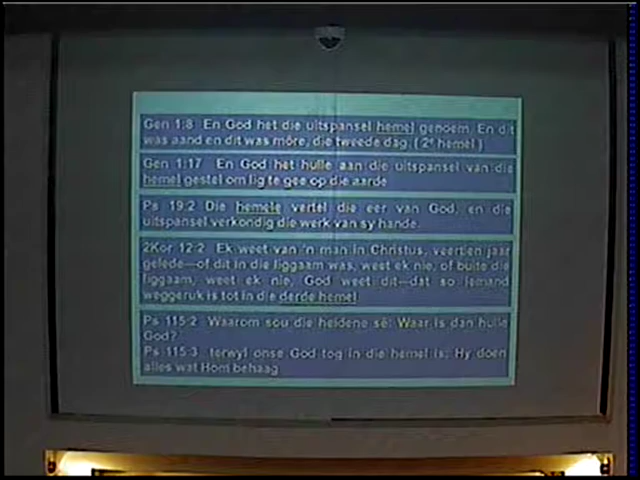 Gen 1:8 En God het die uitspansel hemel genoem. En dit
was aand en dit was môre, die tweede dag. ( 2e hemel )
Gen 1:17 En God het hulle aan die uitspansel van die
hemel gestel om lig te gee op die aarde
Ps 19:2 Die hemele vertel die eer van God, en die
uitspansel verkondig die werk van sy hande.
2Kor 12:2 Ek weet van 'n man in Christus, veertien jaar
gelede—of dit in die liggaam was, weet ek nie, of buite die
liggaam, weet ek nie, God weet dit—dat so iemand
weggeruk is tot in die derde hemel
Ps 115:2 Waarom sou die heidene sê: Waar is dan hulle
God?
Ps 115:3 terwyl onse God tog in die hemel is; Hy doen
alles wat Hom behaag